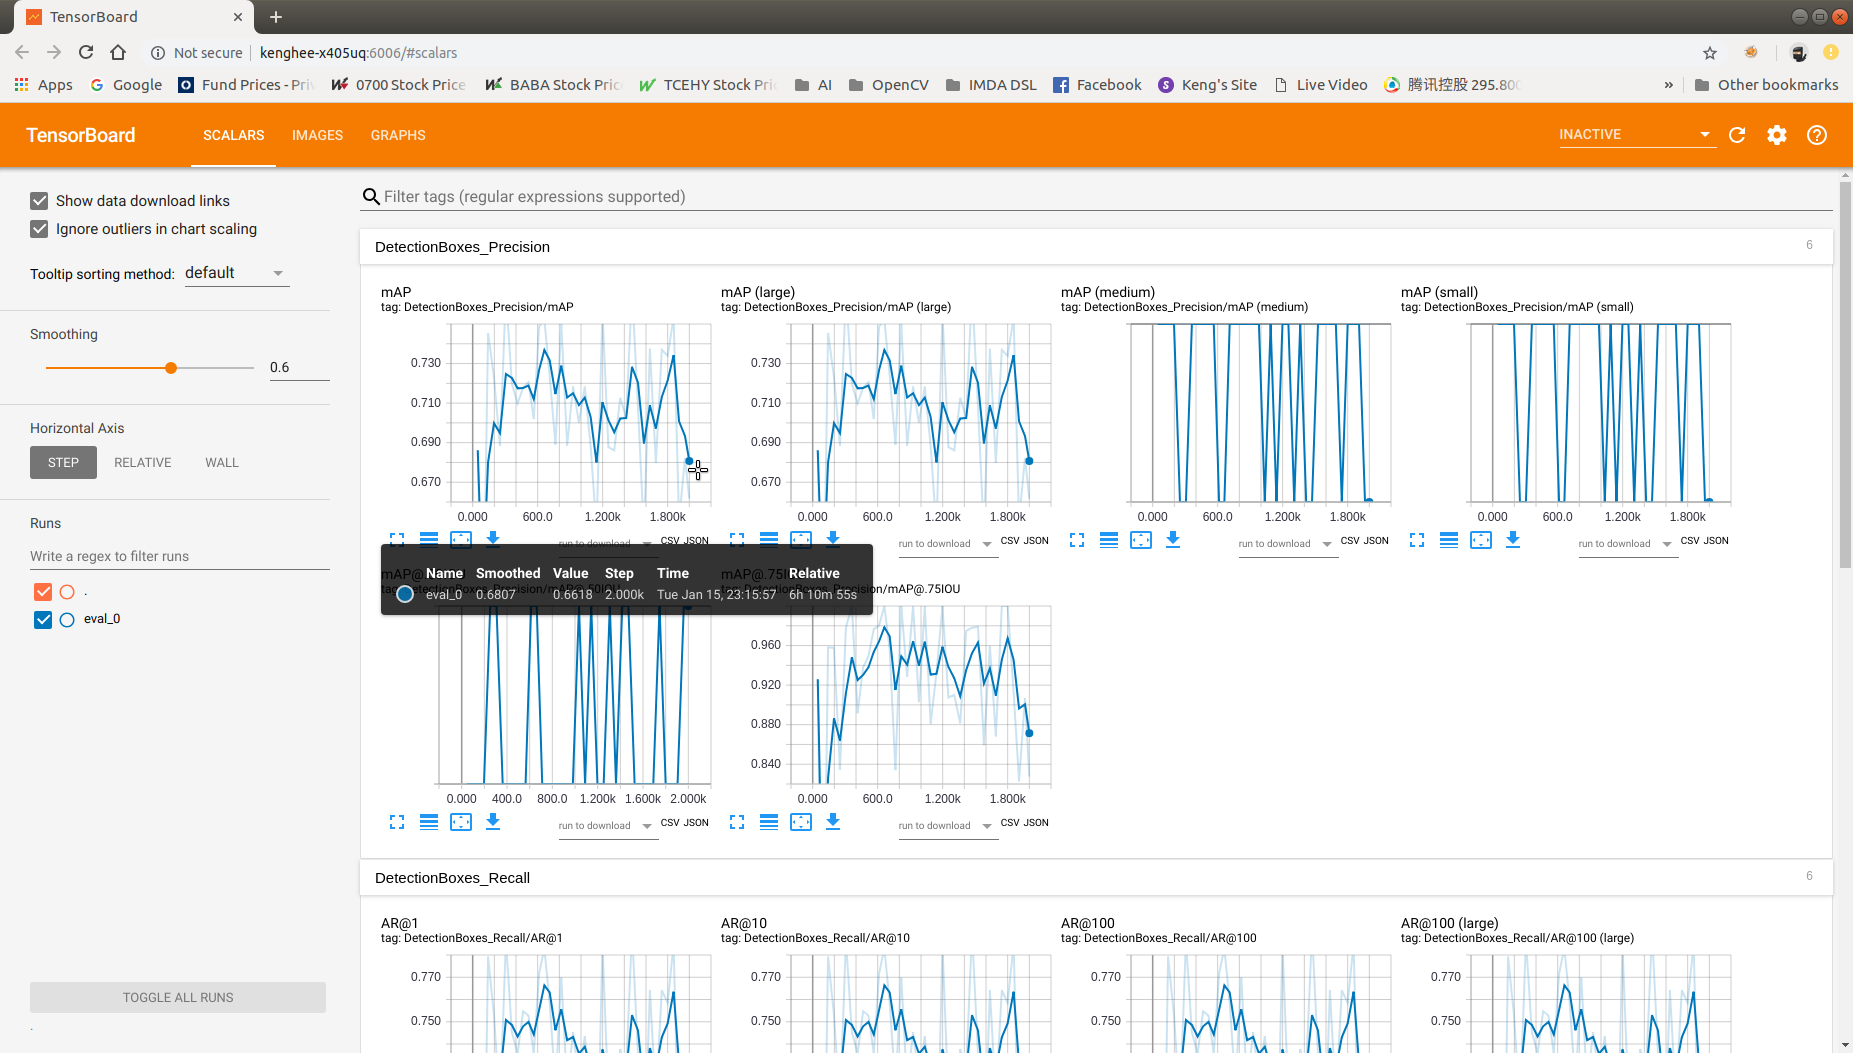 TensorBoard
Not secure
kenghee-x405uq:6006/#scalars
Apps
Google
Fund Prices - Priv
0700 Stock Price
BABA Stock Pric
TCEHY Stock Pri
AI
OpenCV
IMDA DSL
Facebook
Keng's Site
Live Video
腾讯控股 295.800
»
Other bookmarks
TensorBoard
SCALARS
IMAGES
GRAPHS
INACTIVE
Show data download links
Ignore outliers in chart scaling
Tooltip sorting method: default
Smoothing
0.6
Horizontal Axis
STEP
RELATIVE
WALL
Runs
Write a regex to filter runs
.
eval_0
TOGGLE ALL RUNS
.
Filter tags (regular expressions supported)
DetectionBoxes_Precision
6
mAP
tag: DetectionBoxes_Precision/mAP
0.730
0.710
0.690
0.670
0.000 600.0 1.200k 1.800k
run to download
CSV JSON
mAP (large)
tag: DetectionBoxes_Precision/mAP (large)
0.730
0.710
0.690
0.670
0.000 600.0 1.200k 1.800k
run to download
CSV JSON
mAP (medium)
tag: DetectionBoxes_Precision/mAP (medium)
0.000 600.0 1.200k 1.800k
run to download
CSV JSON
mAP (small)
tag: DetectionBoxes_Precision/mAP (small)
0.000 600.0 1.200k 1.800k
run to download
CSV JSON
Name Smoothed Value Step Time Relative
eval_0 0.6807 0.6618 2.000k Tue Jan 15, 23:15:57 6h 10m 55s
mAP@.50IOU
tag: DetectionBoxes_Precision/mAP@.50IOU
0.000 400.0 800.0 1.200k 1.600k 2.000k
run to download
CSV JSON
mAP@.75IOU
tag: DetectionBoxes_Precision/mAP@.75IOU
0.960
0.920
0.880
0.840
0.000 600.0 1.200k 1.800k
run to download
CSV JSON
DetectionBoxes_Recall
6
AR@1
tag: DetectionBoxes_Recall/AR@1
0.770
0.750
AR@10
tag: DetectionBoxes_Recall/AR@10
0.770
0.750
AR@100
tag: DetectionBoxes_Recall/AR@100
0.770
0.750
AR@100 (large)
tag: DetectionBoxes_Recall/AR@100 (large)
0.770
0.750